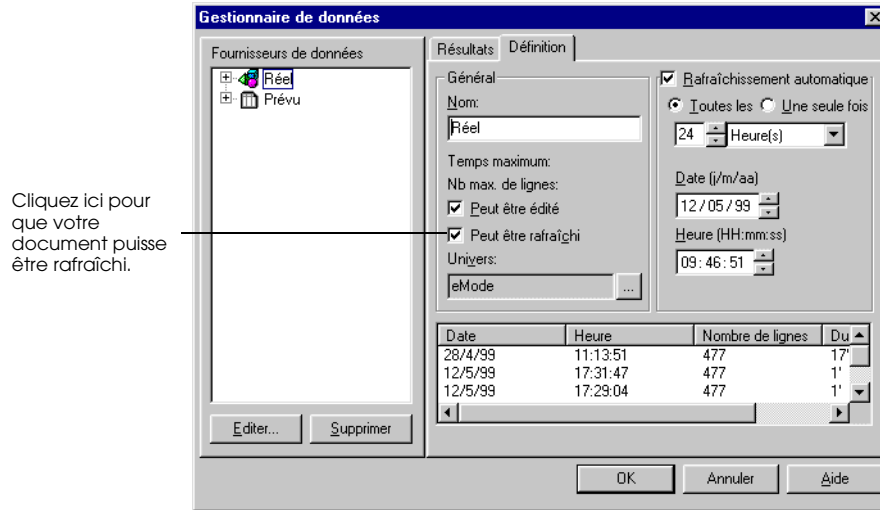 Gestionnaire de données
Fournisseurs de données
Réel
Prévu
Editer...
Supprimer
Résultats
Définition
Général
Nom:
Réel
Temps maximum:
Nb max. de lignes:
Peut être édité
Peut être rafraîchi
Univers:
eMode
...
Rafraîchissement automatique
Toutes les
Une seule fois
24
Heure(s)
Date (j/m/aa)
12/05/99
Heure (HH:mm:ss)
09:46:51
Date Heure Nombre de lignes Du
28/4/99 11:13:51 477 17'
12/5/99 17:31:47 477 1'
12/5/99 17:29:04 477 1'
OK
Annuler
Aide
Cliquez ici pour
que votre
document puisse
être rafraîchi.